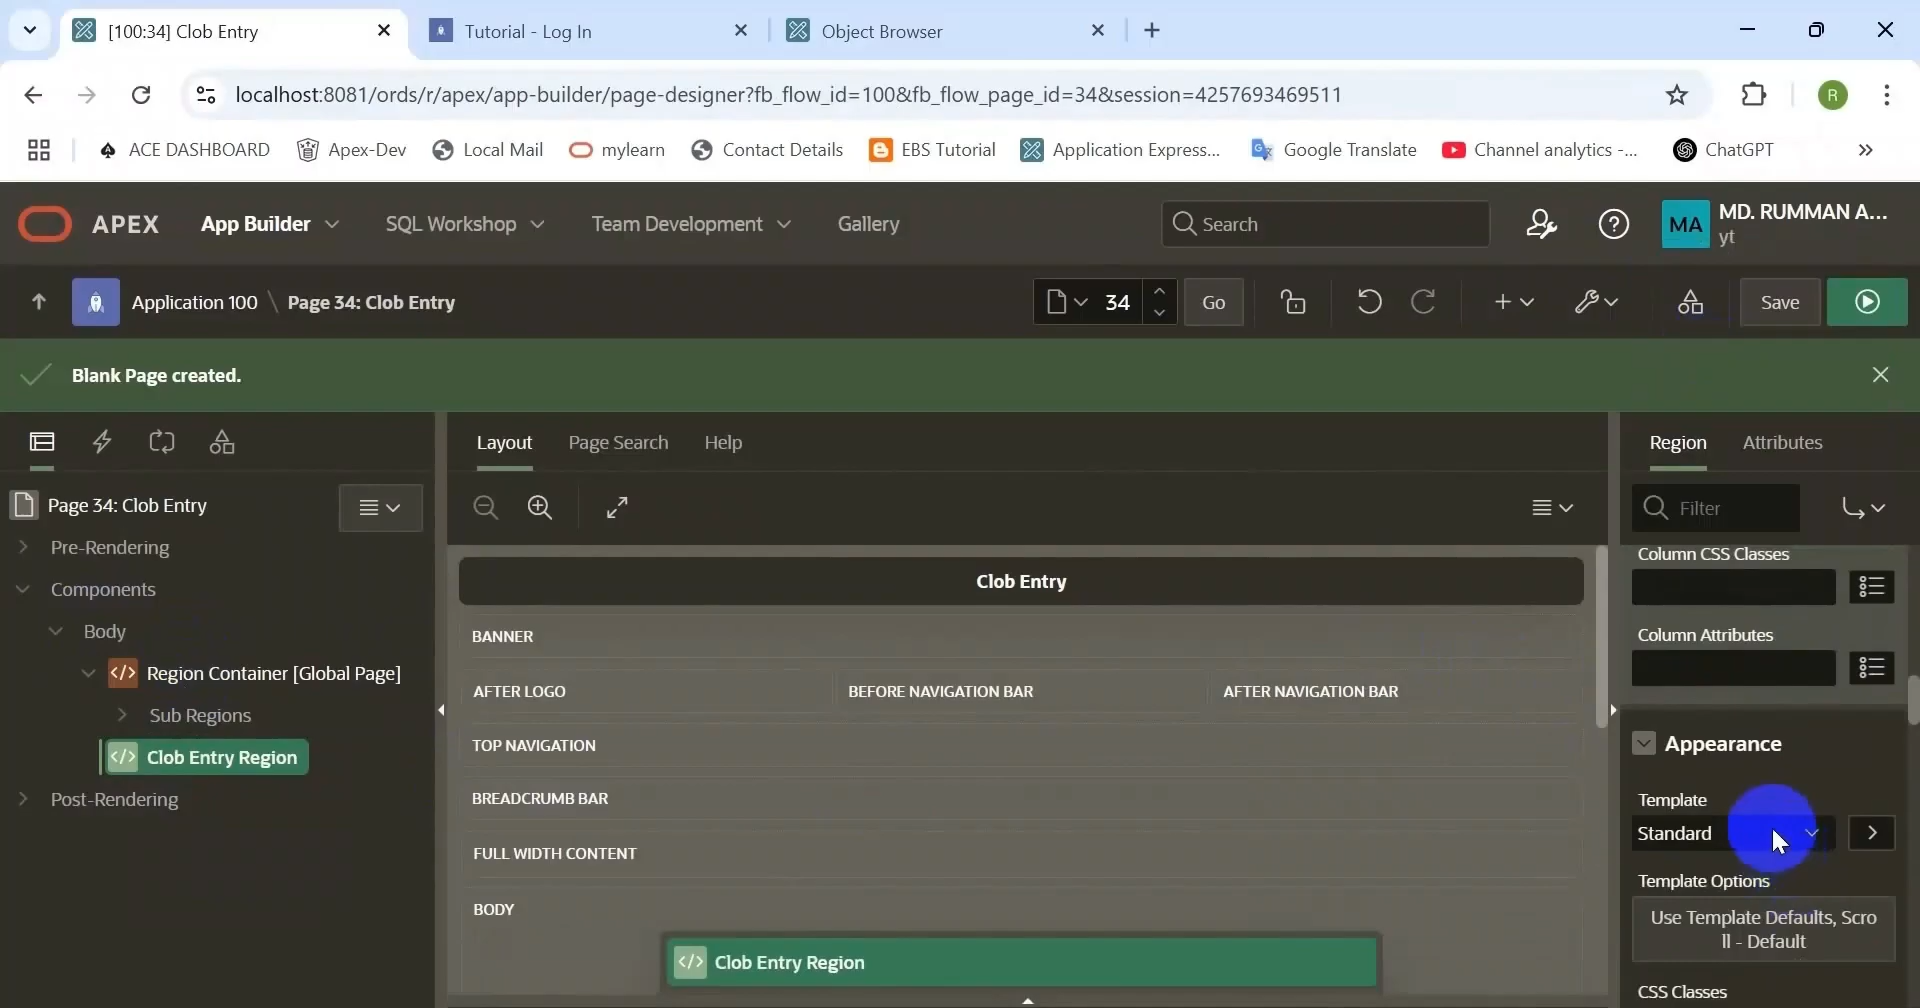 [100:34] Clob Entry
Tutorial - Log In
Object Browser
localhost:8081/ords/r/apex/app-builder/page-designer?fb_flow_id=100&fb_flow_page_id=34&session=4257693469511
R
ACE DASHBOARD
Apex-Dev
Local Mail
mylearn
Contact Details
EBS Tutorial
Application Express...
Google Translate
Channel analytics -...
ChatGPT
APEX
App Builder
SQL Workshop
Team Development
Gallery
Search
MA
MD. RUMMAN A...
yt
Application 100 \ Page 34: Clob Entry
34
Go
Save
Blank Page created.
Page 34: Clob Entry
Pre-Rendering
Components
Body
Region Container [Global Page]
Sub Regions
Clob Entry Region
Post-Rendering
Layout
Page Search
Help
Clob Entry
BANNER
AFTER LOGO
BEFORE NAVIGATION BAR
AFTER NAVIGATION BAR
TOP NAVIGATION
BREADCRUMB BAR
FULL WIDTH CONTENT
BODY
Clob Entry Region
Region
Attributes
Filter
Column CSS Classes
Column Attributes
Appearance
Template
Standard
Template Options
Use Template Defaults, Scro
ll - Default
CSS Classes